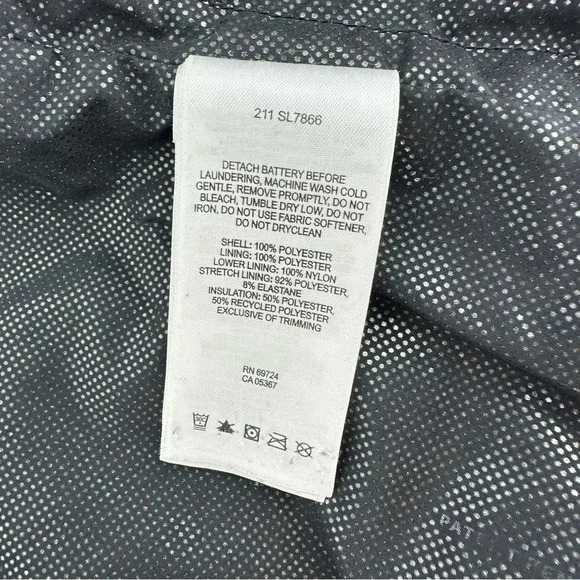 211 SL7866
DETACH BATTERY BEFORE
LAUNDERING, MACHINE WASH COLD
GENTLE, REMOVE PROMPTLY, DO NOT
BLEACH, TUMBLE DRY LOW, DO NOT
IRON, DO NOT USE FABRIC SOFTENER,
DO NOT DRYCLEAN
SHELL: 100% POLYESTER
LINING: 100% POLYESTER
LOWER LINING: 100% NYLON
STRETCH LINING: 92% POLYESTER,
8% ELASTANE
INSULATION: 50% POLYESTER,
50% RECYCLED POLYESTER
EXCLUSIVE OF TRIMMING
RN 69724
CA 05367
30C
PAT